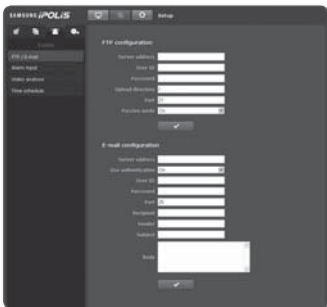 SAMSUNG iPOLiS
Setup
Events
FTP / E-mail
Alarm input
Video analysis
Time schedule
FTP configuration
Server address
User ID
Password
Upload directory
Port
Passive mode On
E-mail configuration
Server address
Use authentication On
User ID
Password
Port 25
Recipient
Sender
Subject
Body